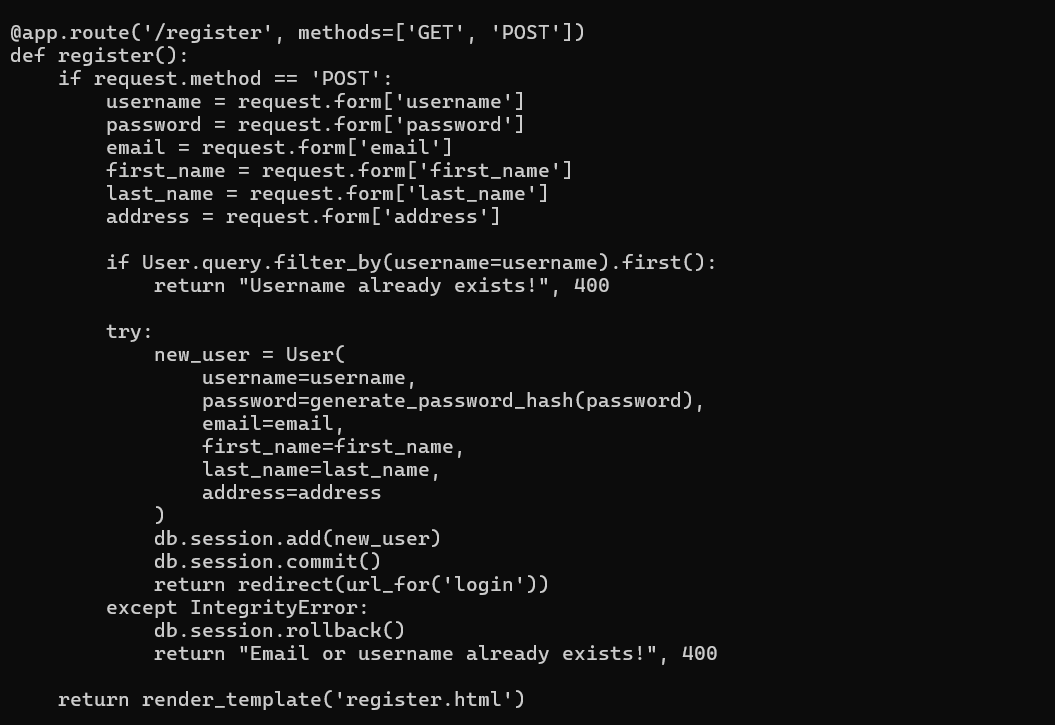 @app.route('/register', methods=['GET', 'POST'])
def register():
    if request.method == 'POST':
        username = request.form['username']
        password = request.form['password']
        email = request.form['email']
        first_name = request.form['first_name']
        last_name = request.form['last_name']
        address = request.form['address']

        if User.query.filter_by(username=username).first():
            return "Username already exists!", 400

        try:
            new_user = User(
                username=username,
                password=generate_password_hash(password),
                email=email,
                first_name=first_name,
                last_name=last_name,
                address=address
            )
            db.session.add(new_user)
            db.session.commit()
            return redirect(url_for('login'))
        except IntegrityError:
            db.session.rollback()
            return "Email or username already exists!", 400

    return render_template('register.html')